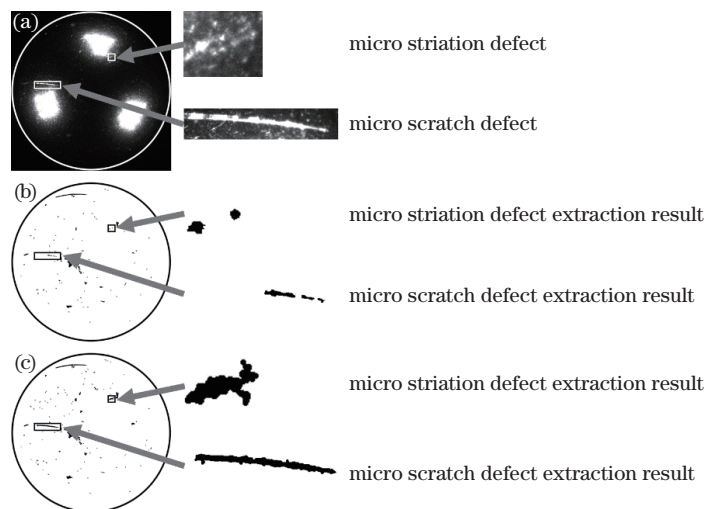 (a)
micro striation defect
micro scratch defect
(b)
micro striation defect extraction result
micro scratch defect extraction result
(c)
micro striation defect extraction result
micro scratch defect extraction result